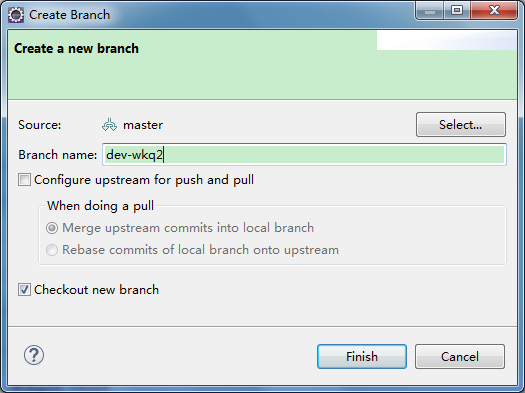 Create Branch
Create a new branch
Source: master Select...
Branch name: dev-wkq2
Configure upstream for push and pull
When doing a pull
Merge upstream commits into local branch
Rebase commits of local branch onto upstream
Checkout new branch
? Finish Cancel